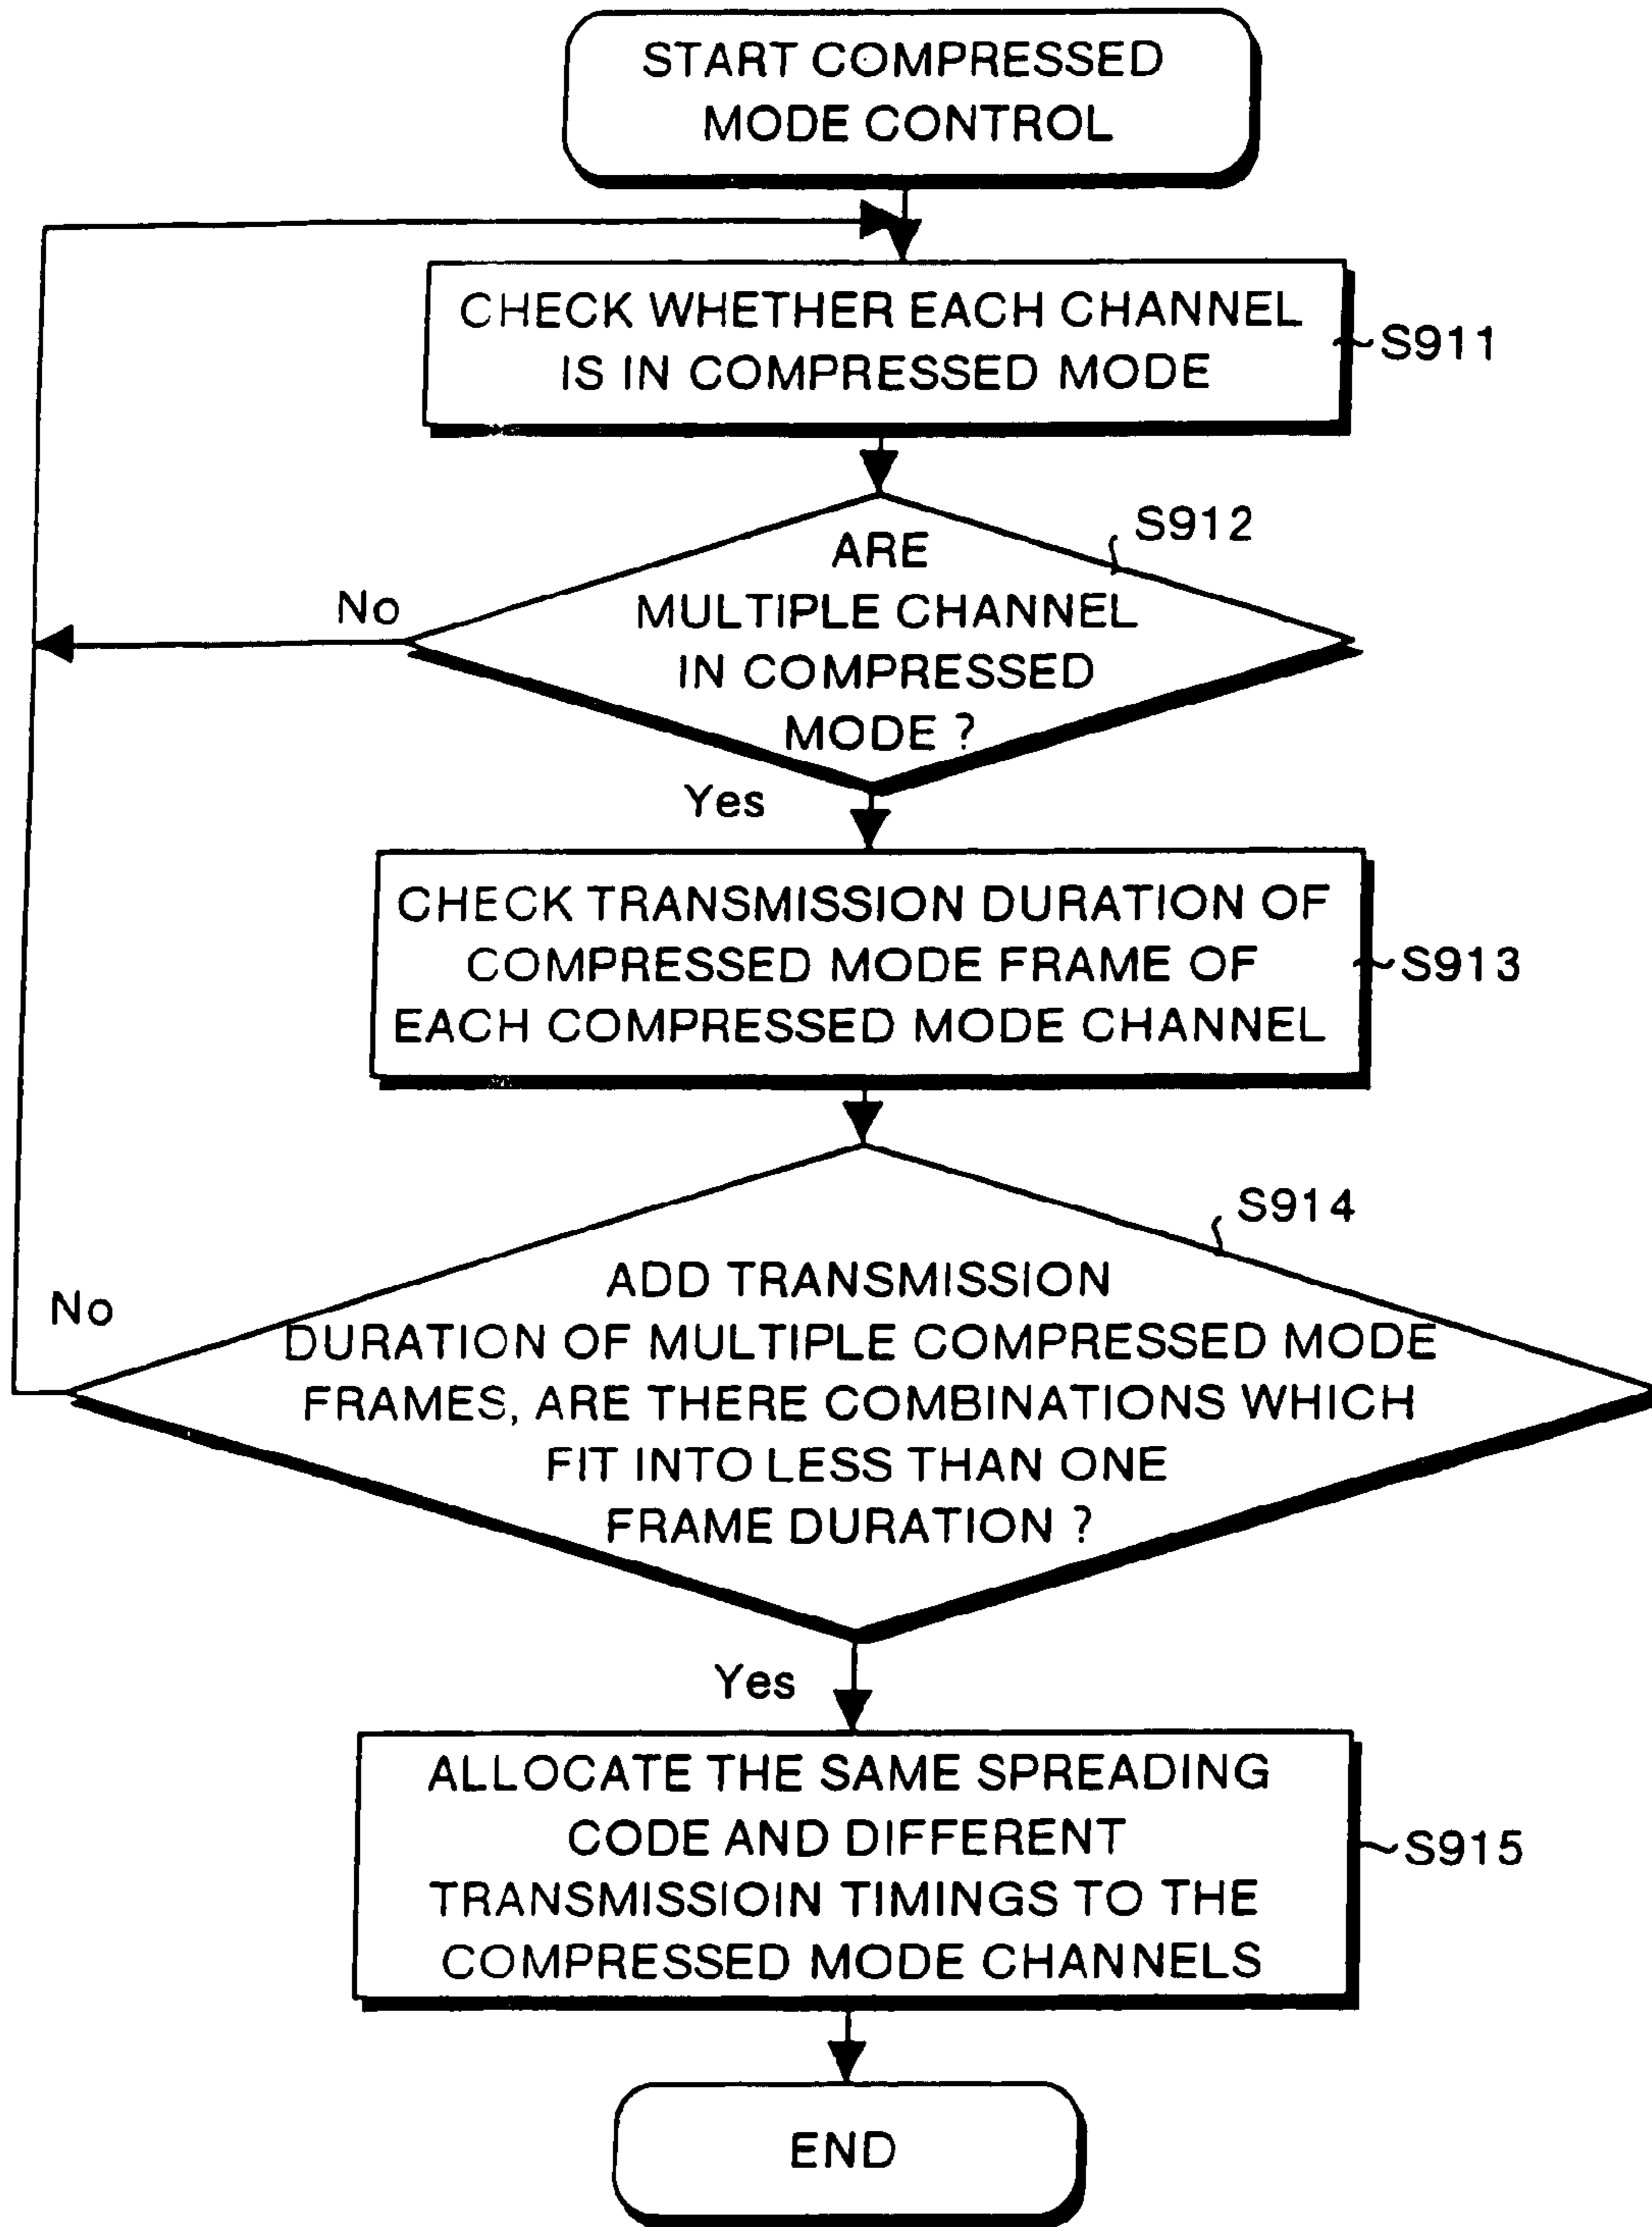 START COMPRESSED
MODE CONTROL
CHECK WHETHER EACH CHANNEL
IS IN COMPRESSED MODE
S911
S912
ARE
MULTIPLE CHANNEL
IN COMPRESSED
MODE ?
No
Yes
CHECK TRANSMISSION DURATION OF
COMPRESSED MODE FRAME OF
EACH COMPRESSED MODE CHANNEL
S913
S914
ADD TRANSMISSION
DURATION OF MULTIPLE COMPRESSED MODE
FRAMES, ARE THERE COMBINATIONS WHICH
FIT INTO LESS THAN ONE
FRAME DURATION ?
No
Yes
ALLOCATE THE SAME SPREADING
CODE AND DIFFERENT
TRANSMISSIOIN TIMINGS TO THE
COMPRESSED MODE CHANNELS
S915
END